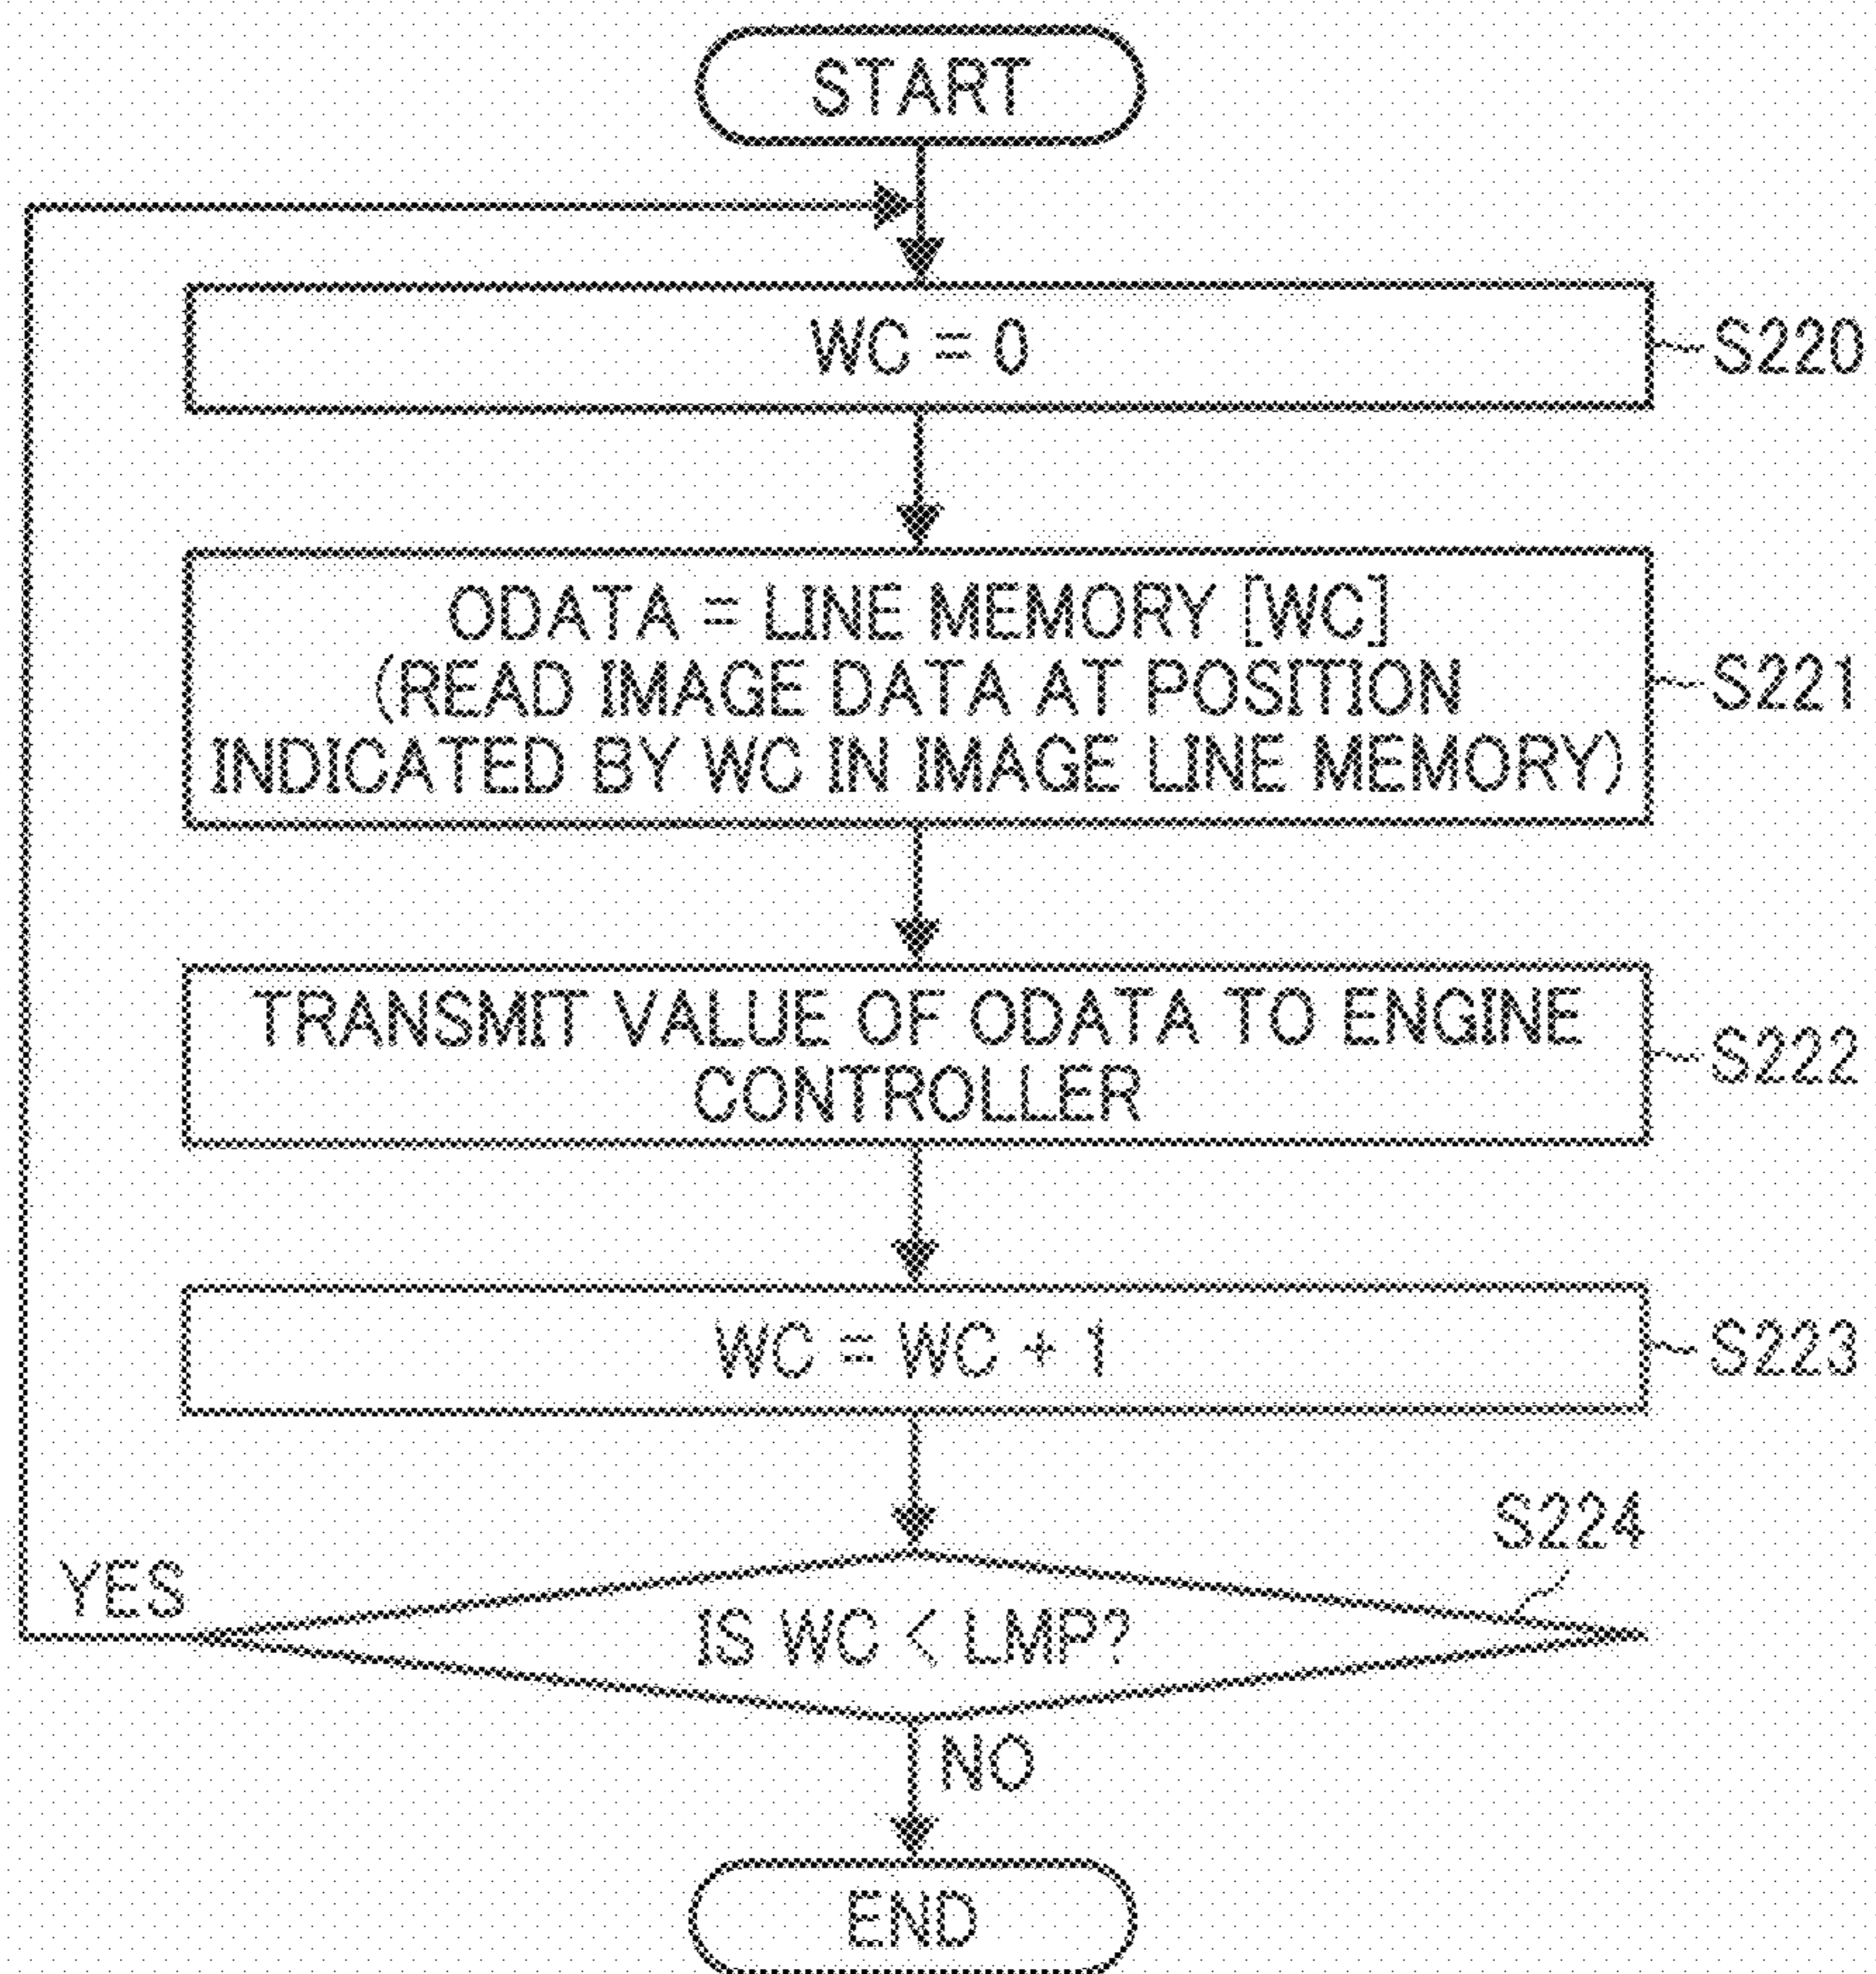 START
WC = 0
S220
ODATA = LINE MEMORY [WC]
(READ IMAGE DATA AT POSITION
INDICATED BY WC IN IMAGE LINE MEMORY)
S221
TRANSMIT VALUE OF ODATA TO ENGINE
CONTROLLER
S222
WC = WC + 1
S223
S224
YES
IS WC < LMP?
NO
END